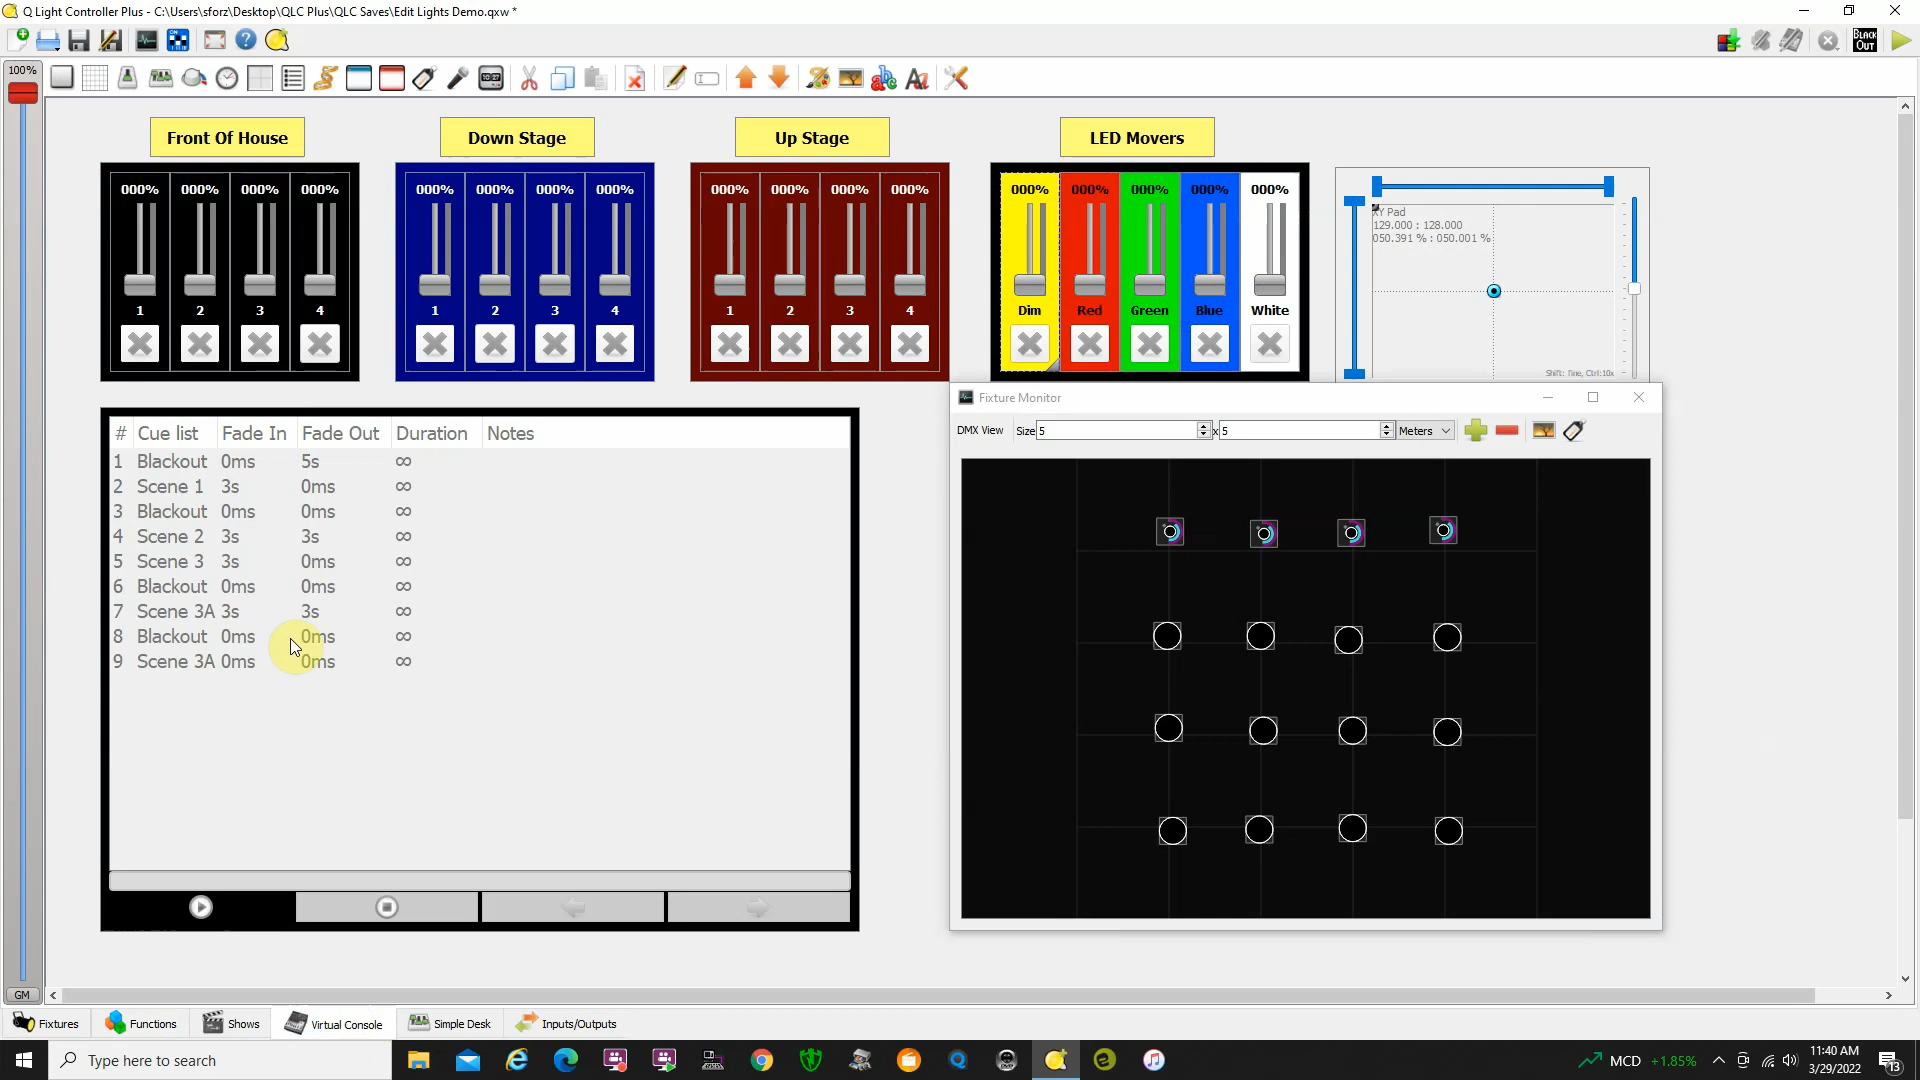 Q Light Controller Plus - C:\Users\sforz\Desktop\QLC Plus\QLC Saves\Edit Lights Demo.qxw *
BLACK OUT
100%
Front Of House
Down Stage
Up Stage
LED Movers
000% 000% 000% 000%
000% 000% 000% 000%
000% 000% 000% 000%
000% 000% 000% 000% 000%
1 2 3 4
1 2 3 4
1 2 3 4
Dim Red Green Blue White
XY Pad
129.000 : 128.000
050.391 % : 050.001 %
Shift: fine, Ctrl:10x
# Cue list Fade In Fade Out Duration Notes
1 Blackout 0ms 5s ∞
2 Scene 1 3s 0ms ∞
3 Blackout 0ms 0ms ∞
4 Scene 2 3s 3s ∞
5 Scene 3 3s 0ms ∞
6 Blackout 0ms 0ms ∞
7 Scene 3A 3s 3s ∞
8 Blackout 0ms 0ms ∞
9 Scene 3A 0ms 0ms ∞
Fixture Monitor
DMX View Size 5 x 5 Meters
GM
Fixtures Functions Shows Virtual Console Simple Desk Inputs/Outputs
Type here to search
MCD +1.85%
11:40 AM
3/29/2022
13